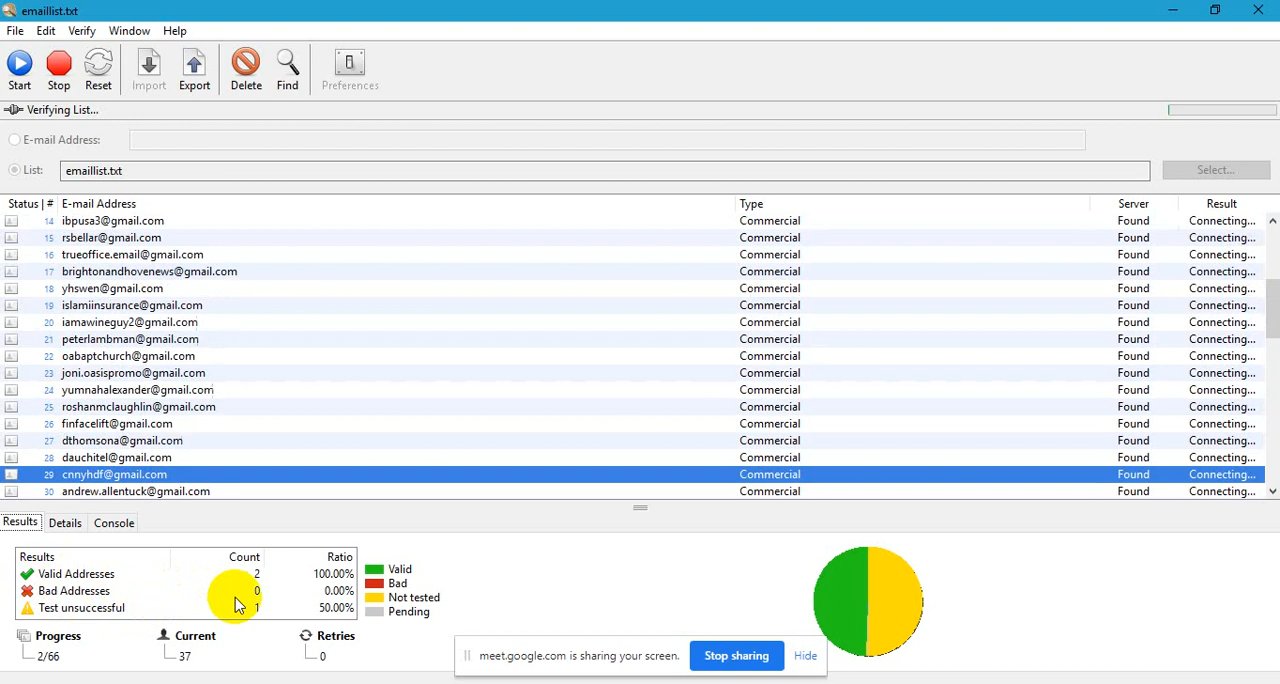 emaillist.txt
File Edit Verify Window Help
Start Stop Reset Import Export Delete Find Preferences
Verifying List...
E-mail Address:
List: emaillist.txt Select...
Status | # E-mail Address Type Server Result
14 ibpusa3@gmail.com Commercial Found Connecting...
15 rsbellar@gmail.com Commercial Found Connecting...
16 trueoffice.email@gmail.com Commercial Found Connecting...
17 brightonandhovenews@gmail.com Commercial Found Connecting...
18 yhswen@gmail.com Commercial Found Connecting...
19 islamiinsurance@gmail.com Commercial Found Connecting...
20 iamawineguy2@gmail.com Commercial Found Connecting...
21 peterlambman@gmail.com Commercial Found Connecting...
22 oabaptchurch@gmail.com Commercial Found Connecting...
23 joni.oasispromo@gmail.com Commercial Found Connecting...
24 yumnahalexander@gmail.com Commercial Found Connecting...
25 roshanmclaughlin@gmail.com Commercial Found Connecting...
26 finfacelift@gmail.com Commercial Found Connecting...
27 dthomsona@gmail.com Commercial Found Connecting...
28 dauchitel@gmail.com Commercial Found Connecting...
29 cnnyhdf@gmail.com Commercial Found Connecting...
30 andrew.allentuck@gmail.com Commercial Found Connecting...
Results Details Console
Results Count Ratio
Valid Addresses 2 100.00%
Bad Addresses 0 0.00%
Test unsuccessful 1 50.00%
Valid
Bad
Not tested
Pending
Progress Current Retries
2/66 37 0
meet.google.com is sharing your screen. Stop sharing Hide